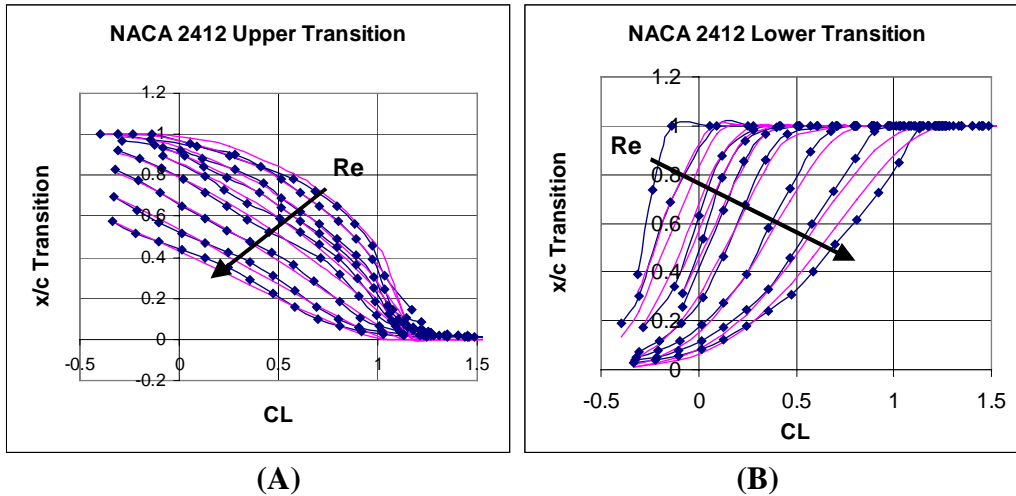 NACA 2412 Upper Transition
1.2
1
0.8
0.6
0.4
0.2
0
-0.2
-0.5
0
0.5
1
1.5
x/c Transition
CL
Re
(A)
NACA 2412 Lower Transition
1.2
1
0.8
0.6
0.4
0.2
0
-0.5
0
0.5
1
1.5
x/c Transition
CL
Re
(B)